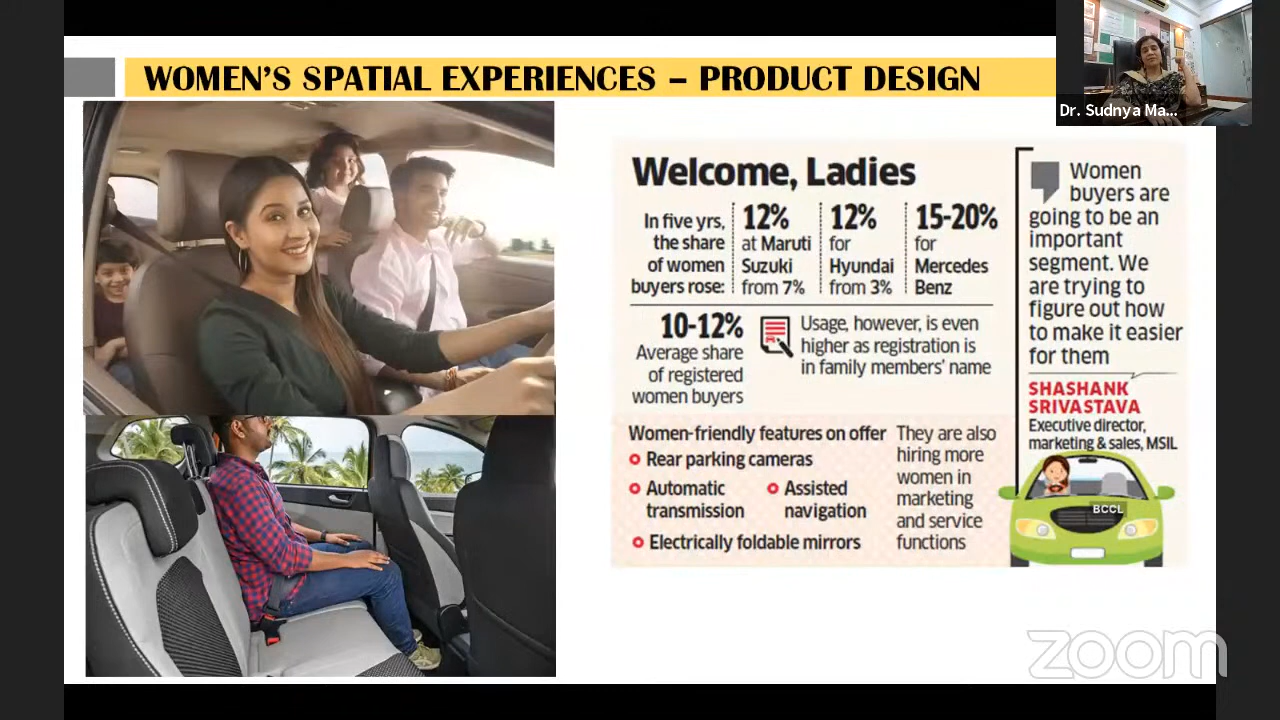 WOMEN'S SPATIAL EXPERIENCES – PRODUCT DESIGN
Dr. Sudnya Ma...
Welcome, Ladies
In five yrs,
the share
of women
buyers rose:
12%
at Maruti
Suzuki
from 7%
12%
for
Hyundai
from 3%
15-20%
for
Mercedes
Benz
10-12%
Average share
of registered
women buyers
Usage, however, is even
higher as registration is
in family members' name
Women-friendly features on offer
Rear parking cameras
Automatic
transmission
Assisted
navigation
Electrically foldable mirrors
They are also
hiring more
women in
marketing
and service
functions
Women
buyers are
going to be an
important
segment. We
are trying to
figure out how
to make it easier
for them
SHASHANK
SRIVASTAVA
Executive director,
marketing & sales, MSIL
BCCL
zoom